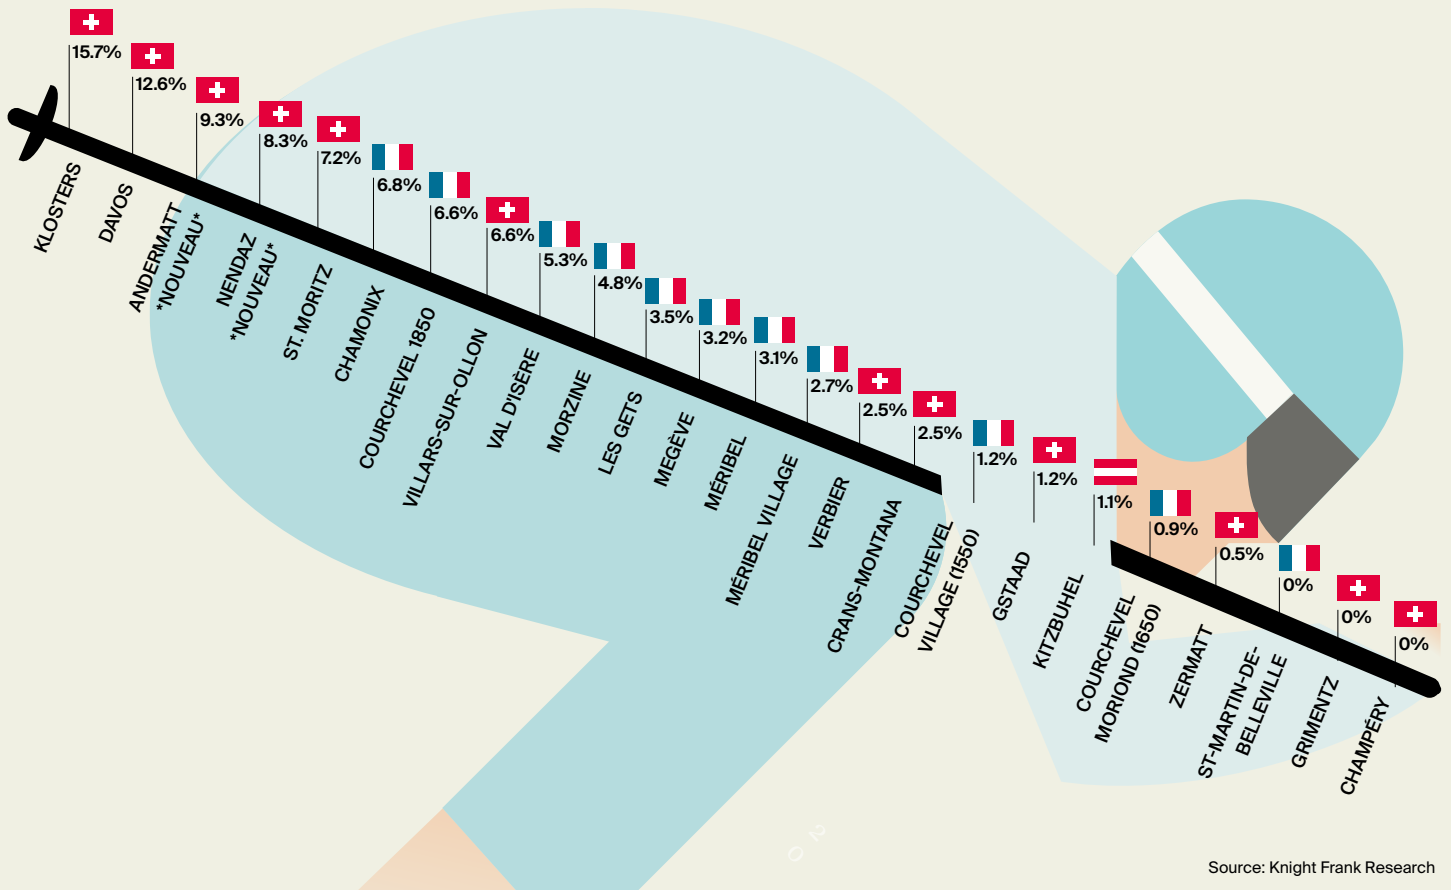 15.7%
12.6%
9.3%
8.3%
7.2%
6.8%
6.6%
6.6%
5.3%
4.8%
3.5%
3.2%
3.1%
2.7%
2.5%
2.5%
1.2%
1.2%
1.1%
0.9%
0.5%
0%
0%
0%
KLOSTERS
DAVOS
ANDERMATT
*NOUVEAU*
NENDAZ
*NOUVEAU*
ST. MORITZ
CHAMONIX
COURCHEVEL 1850
VILLARS-SUR-OLLON
VAL D'ISÈRE
MORZINE
LES GETS
MEGÈVE
MÉRIBEL
MÉRIBEL VILLAGE
VERBIER
CRANS-MONTANA
COURCHEVEL
VILLAGE (1550)
GSTAAD
KITZBUHEL
COURCHEVEL
MORIOND (1650)
ZERMATT
ST-MARTIN-DE-
BELLEVILLE
GRIMENTZ
CHAMPÉRY
2 0
Source: Knight Frank Research